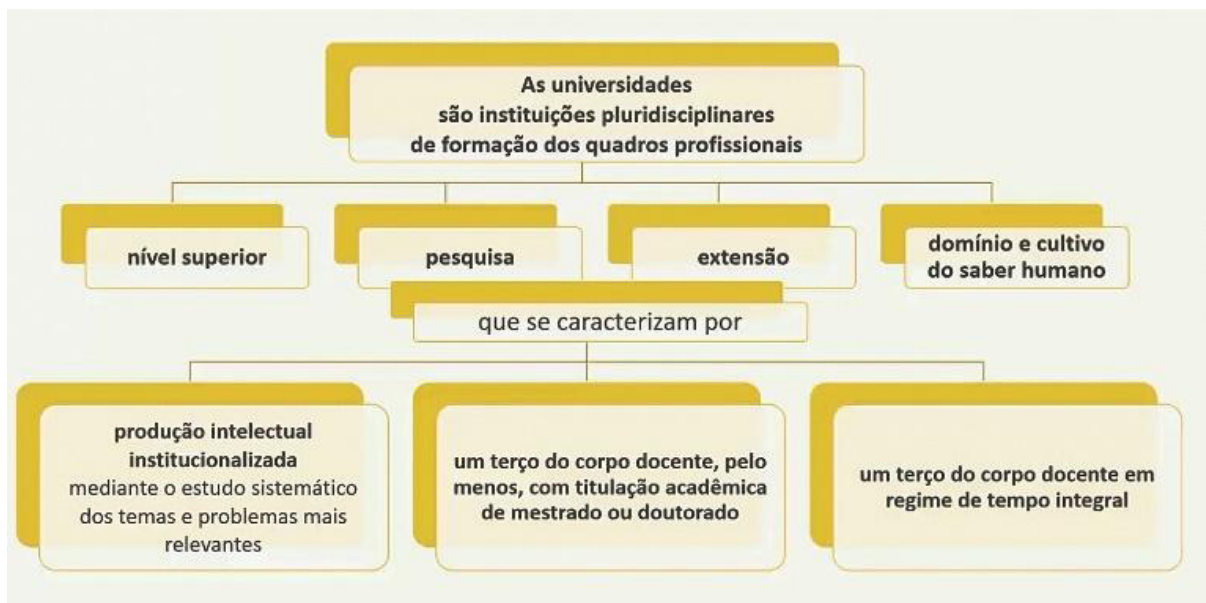 As universidades
são instituições pluridisciplinares
de formação dos quadros profissionais
nível superior
pesquisa
extensão
domínio e cultivo
do saber humano
que se caracterizam por
produção intelectual
institucionalizada
mediante o estudo sistemático
dos temas e problemas mais
relevantes
um terço do corpo docente, pelo
menos, com titulação acadêmica
de mestrado ou doutorado
um terço do corpo docente em
regime de tempo integral